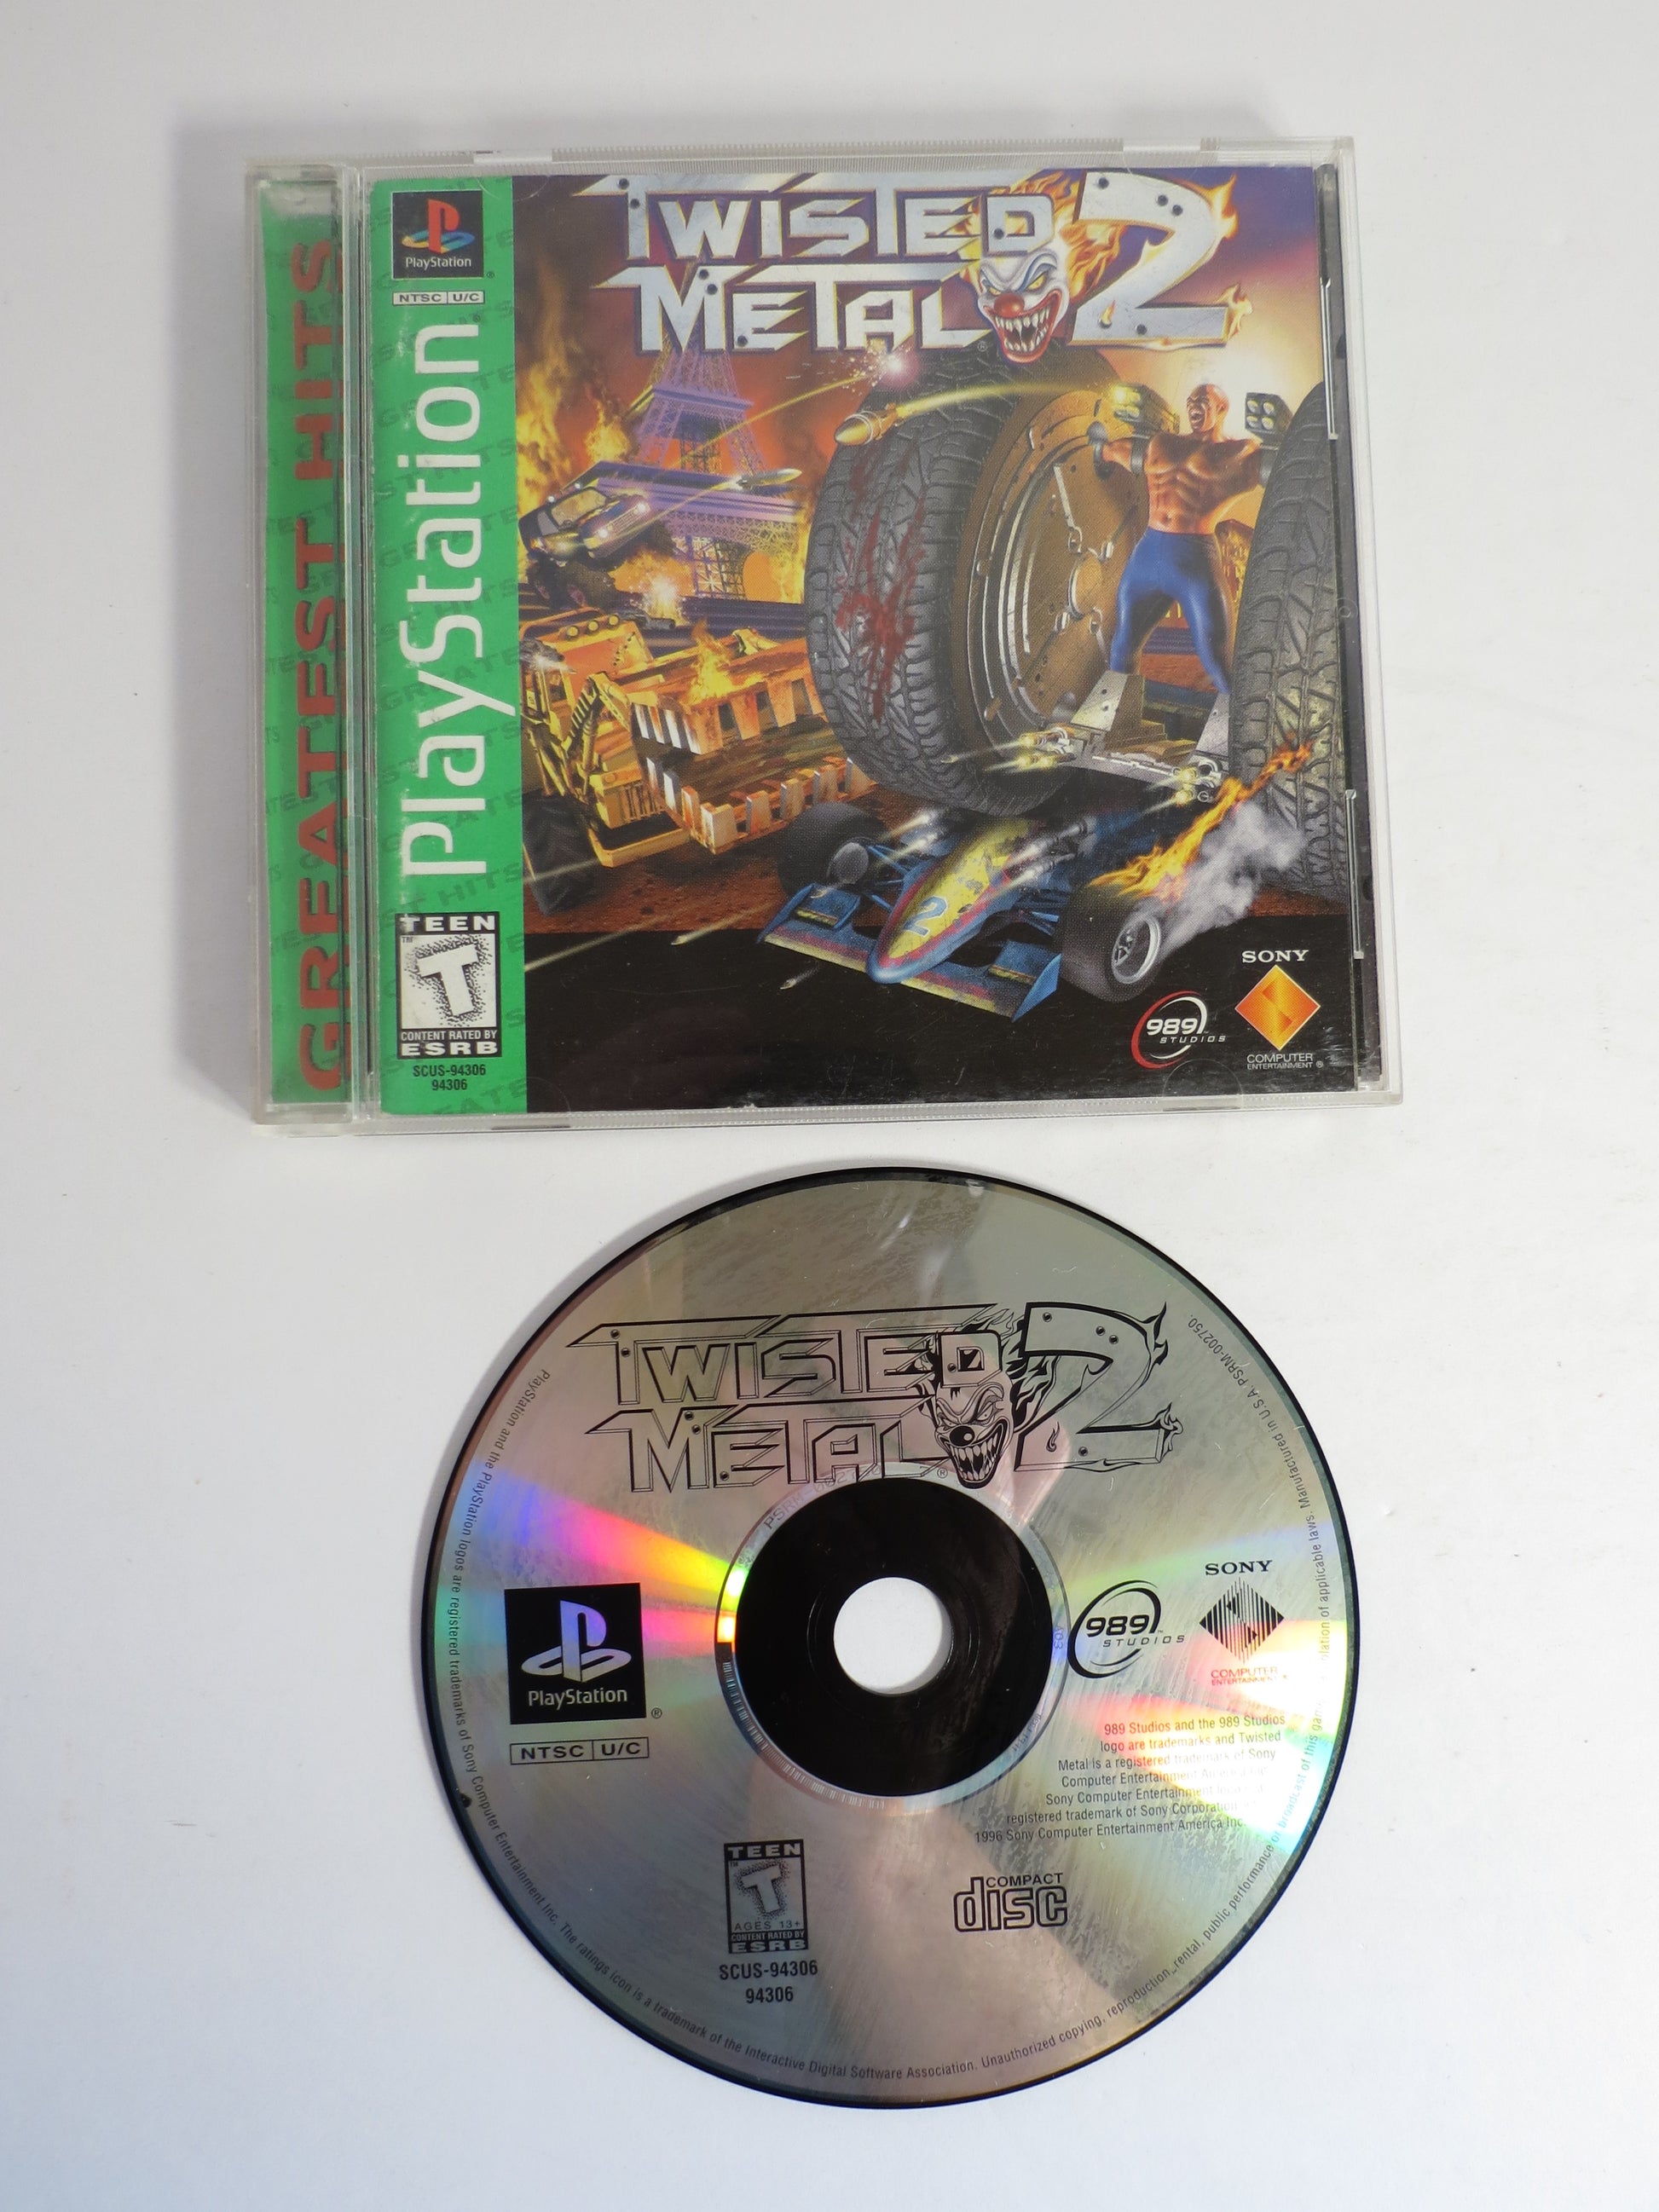 GREATEST HITS
PlayStation
NTSC U/C
PlayStation
TWISTED
METAL 2
TEEN
T
CONTENT RATED BY
ESRB
SCUS-94306
94306
989
STUDIOS
SONY
COMPUTER
ENTERTAINMENT
2
TWISTED
METAL 2
PlayStation
NTSC U/C
989
STUDIOS
SONY
COMPUTER
ENTERTAINMENT
989 Studios and the 989 Studios
logo are trademarks and Twisted
Metal is a registered trademark of Sony
Computer Entertainment America Inc.
Sony Computer Entertainment
registered trademark of Sony Corporation
1996 Sony Computer Entertainment America Inc.
TEEN
T
AGES 13+
CONTENT RATED BY
ESRB
SCUS-94306
94306
COMPACT
disc
PlayStation and the PlayStation logos are registered trademarks of Sony Computer Entertainment Inc. The ratings icon is a trademark of the Interactive Digital Software Association. Unauthorized copying, reproduction, rental, public performance or broadcast of this game of applicable laws. Manufactured in U.S.A. PSRM-002750.